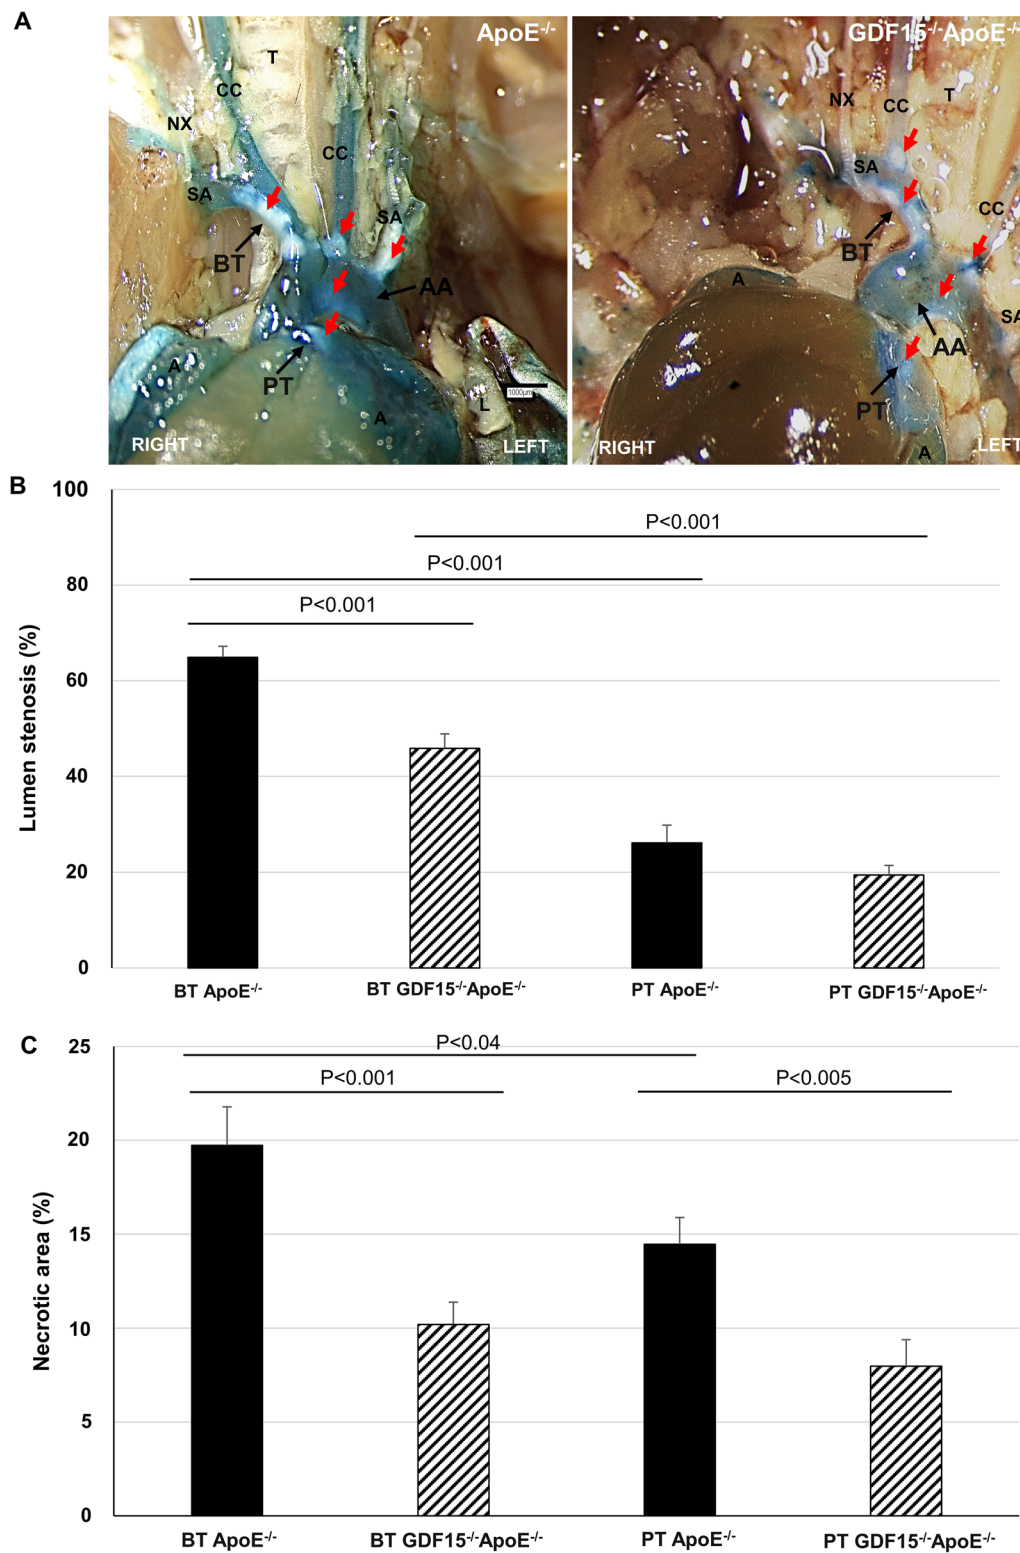 A
ApoE-/-
GDF15-/-ApoE-/-
T
CC
NX
CC
SA
SA
BT
AA
A
PT
A
L
1000µm
RIGHT
LEFT
NX
CC
T
SA
CC
BT
A
SA
AA
PT
A
RIGHT
LEFT
B
100
P<0.001
80
P<0.001
P<0.001
60
40
20
0
Lumen stenosis (%)
BT ApoE-/-
BT GDF15-/-ApoE-/-
PT ApoE-/-
PT GDF15-/-ApoE-/-
C
25
P<0.04
P<0.001
P<0.005
20
15
10
5
0
Necrotic area (%)
BT ApoE-/-
BT GDF15-/-ApoE-/-
PT ApoE-/-
PT GDF15-/-ApoE-/-